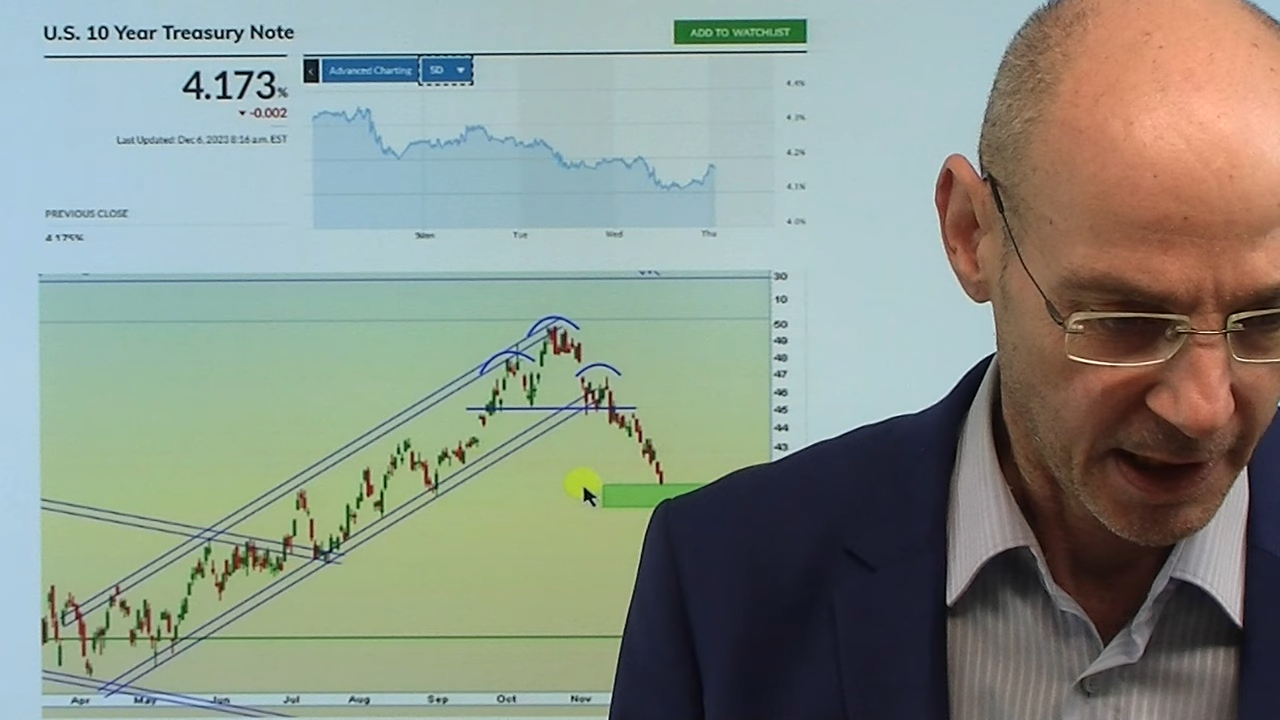 U.S. 10 Year Treasury Note
ADD TO WATCHLIST
4.173%
-0.002
Last Updated: Dec 6, 2023 8:16 a.m. EST
PREVIOUS CLOSE
4.175%
Advanced Charting
5D
4.4%
4.3%
4.2%
4.1%
4.0%
Mon
Tue
Wed
Thu
30
10
50
49
48
47
46
45
44
43
Apr
May
Jun
Jul
Aug
Sep
Oct
Nov